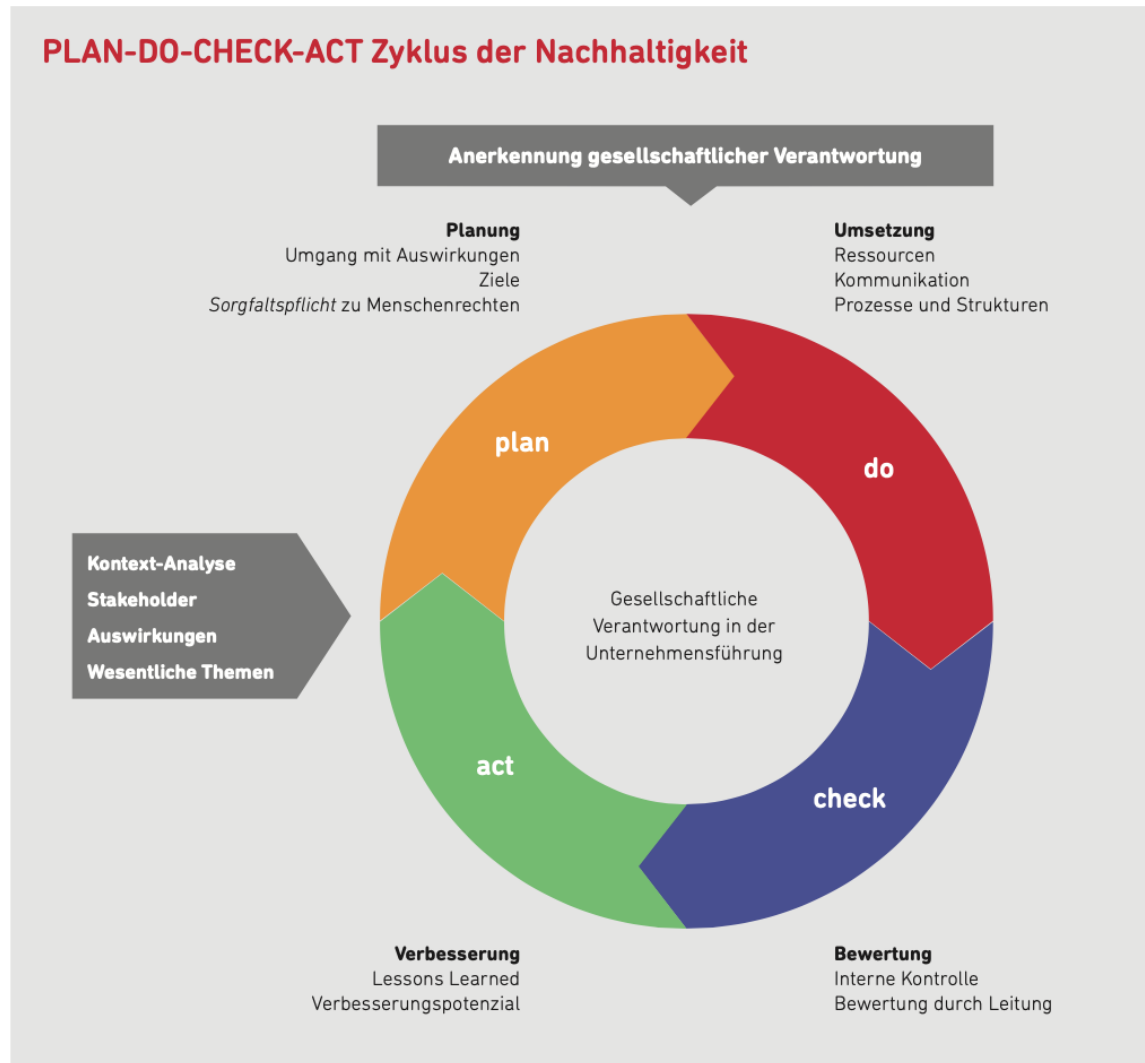 PLAN-DO-CHECK-ACT Zyklus der Nachhaltigkeit
Anerkennung gesellschaftlicher Verantwortung
Planung
Umgang mit Auswirkungen
Ziele
Sorgfaltspflicht zu Menschenrechten
Umsetzung
Ressourcen
Kommunikation
Prozesse und Strukturen
plan
do
Kontext-Analyse
Stakeholder
Auswirkungen
Wesentliche Themen
Gesellschaftliche
Verantwortung in der
Unternehmensführung
act
check
Verbesserung
Lessons Learned
Verbesserungspotenzial
Bewertung
Interne Kontrolle
Bewertung durch Leitung